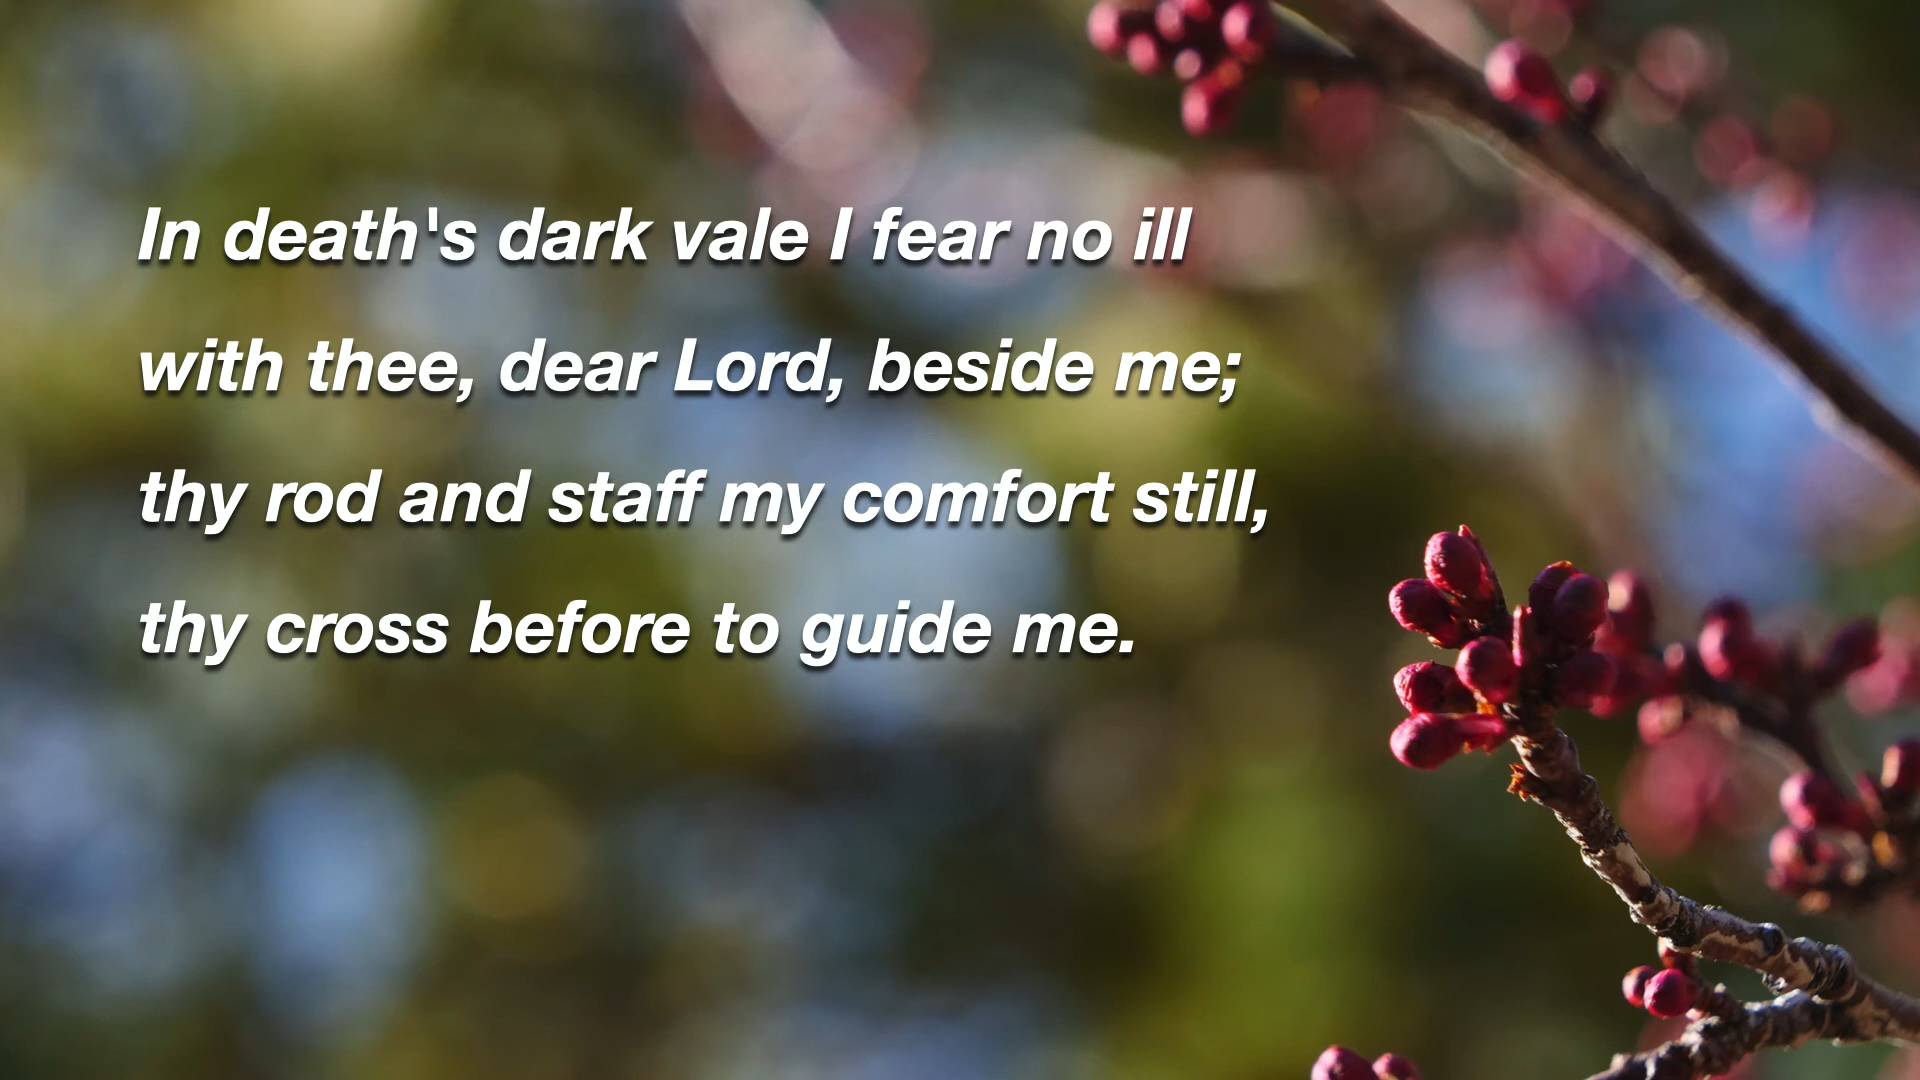 In death's dark vale I fear no ill
with thee, dear Lord, beside me;
thy rod and staff my comfort still,
thy cross before to guide me.